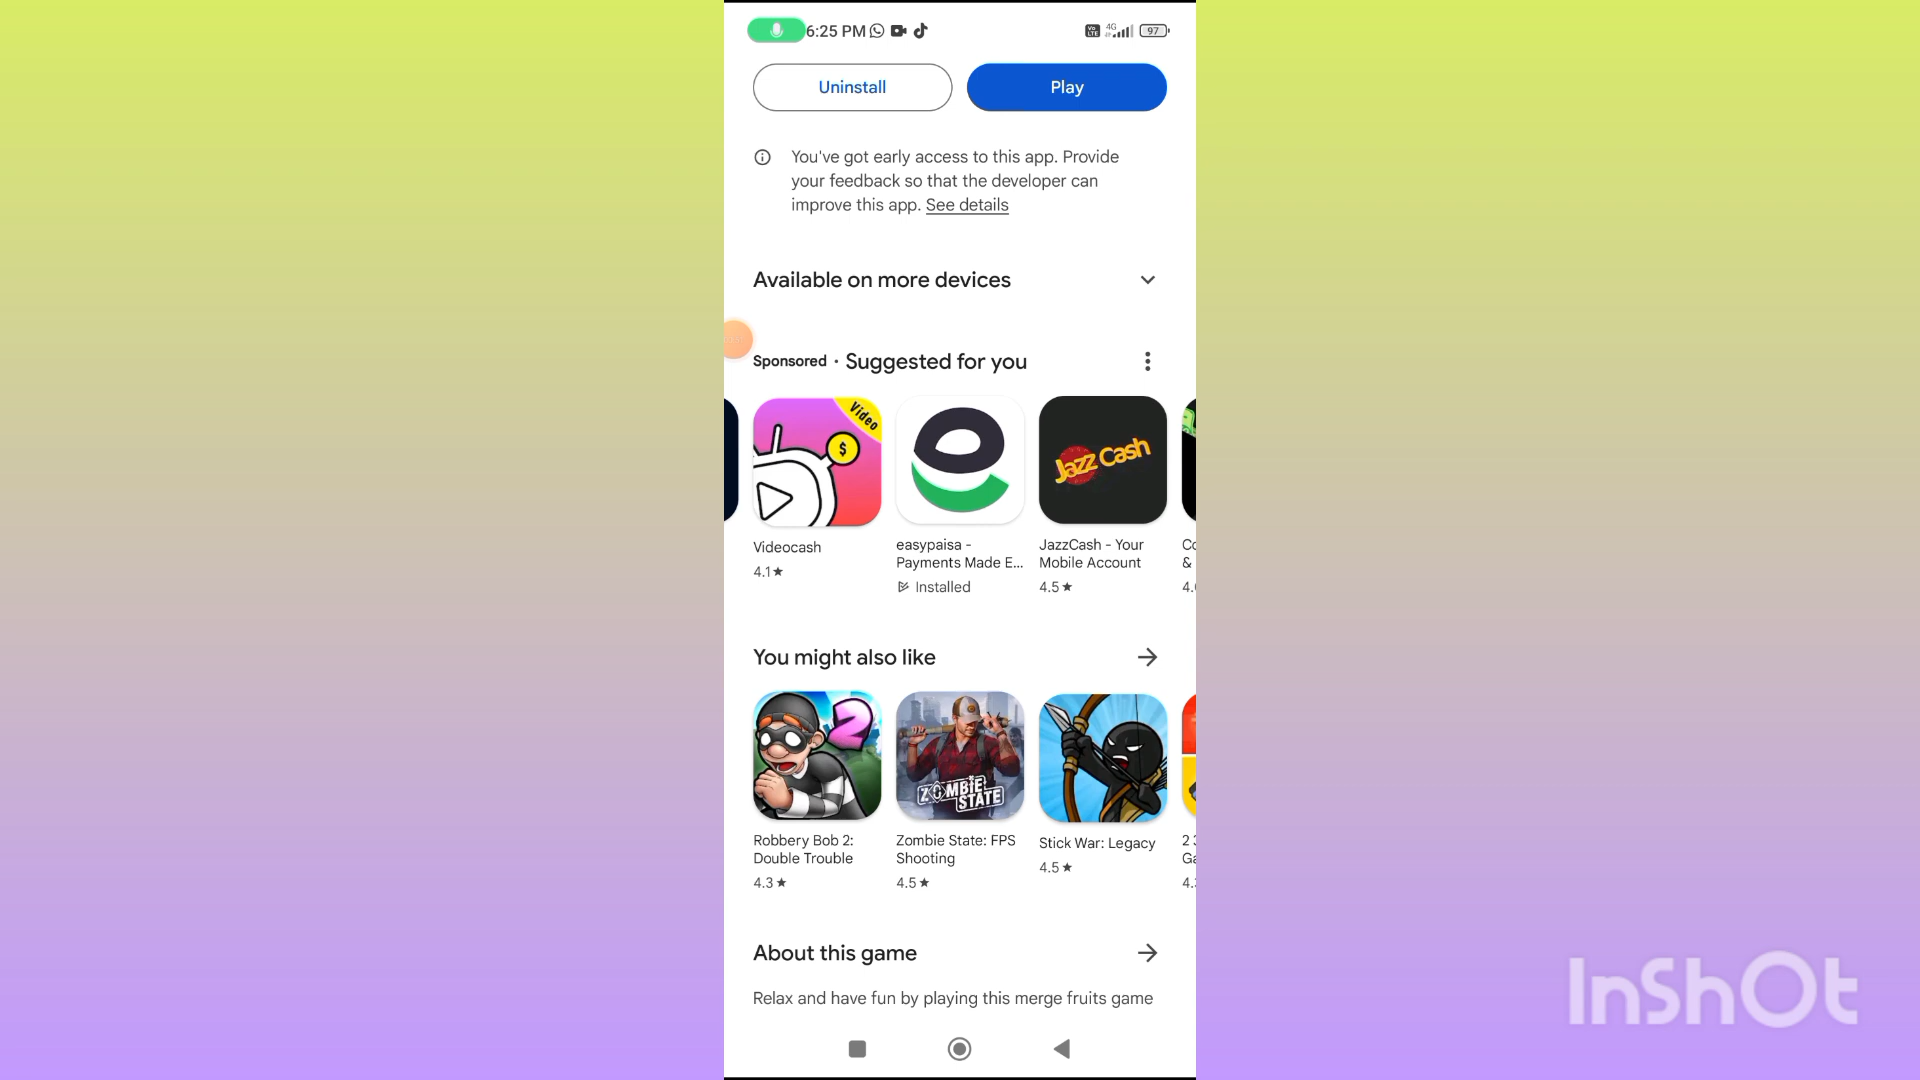 6:25 PM
4G
97
Uninstall
Play
You've got early access to this app. Provide
your feedback so that the developer can
improve this app. See details
Available on more devices
Sponsored · Suggested for you
Video
$
Jazz Cash
Videocash
4.1★
easypaisa -
Payments Made E...
Installed
JazzCash - Your
Mobile Account
4.5★
Co
&
You might also like
2
ZOMBIE
STATE
Robbery Bob 2:
Double Trouble
4.3★
Zombie State: FPS
Shooting
4.5★
Stick War: Legacy
4.5★
About this game
Relax and have fun by playing this merge fruits game
InShOt